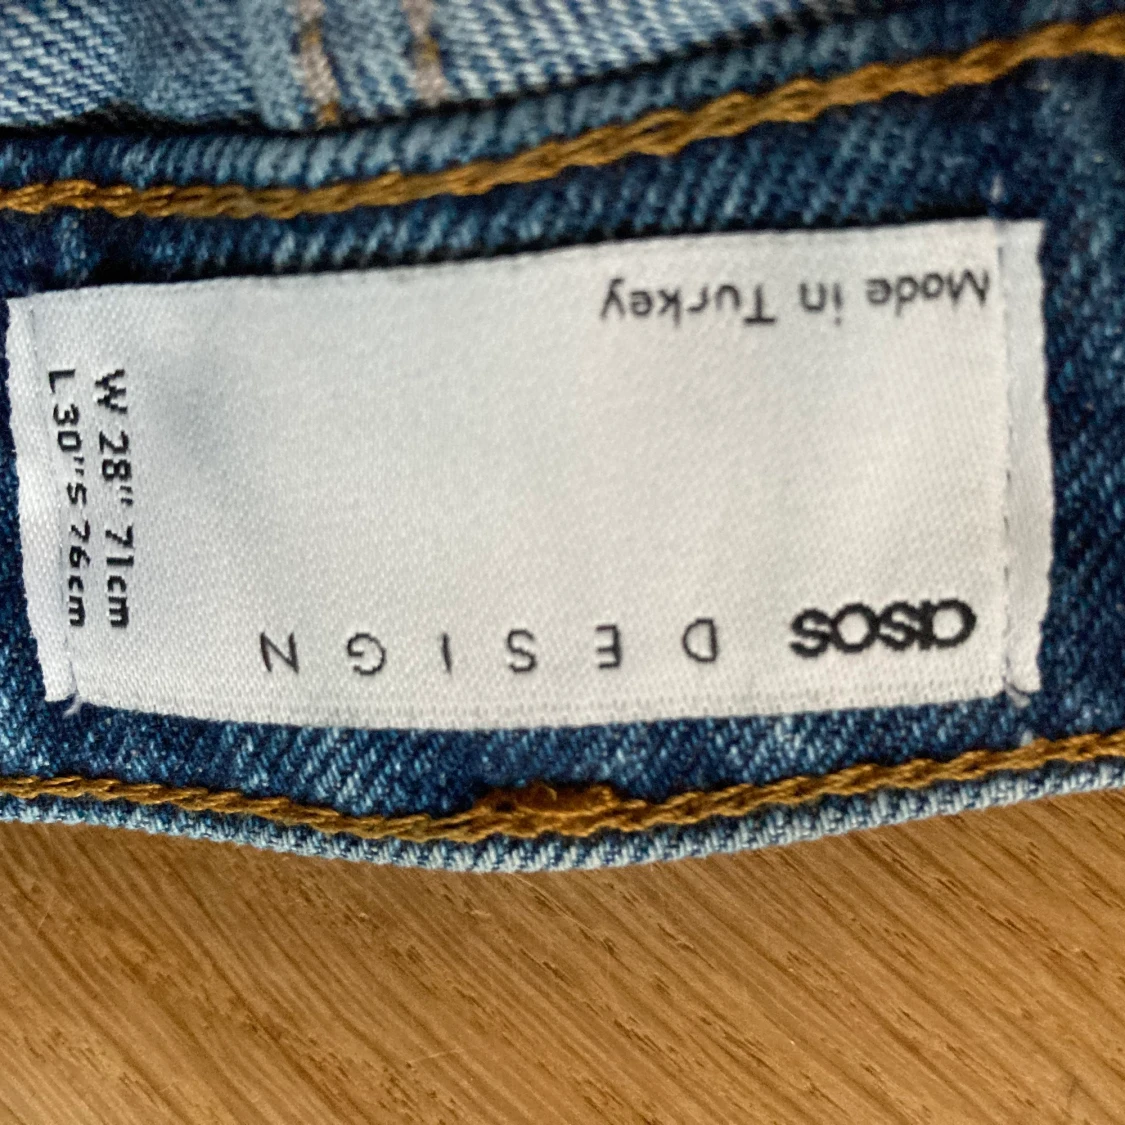 asos DESIGN
Made in Turkey
W 28" 71cm
L 30"S 76cm